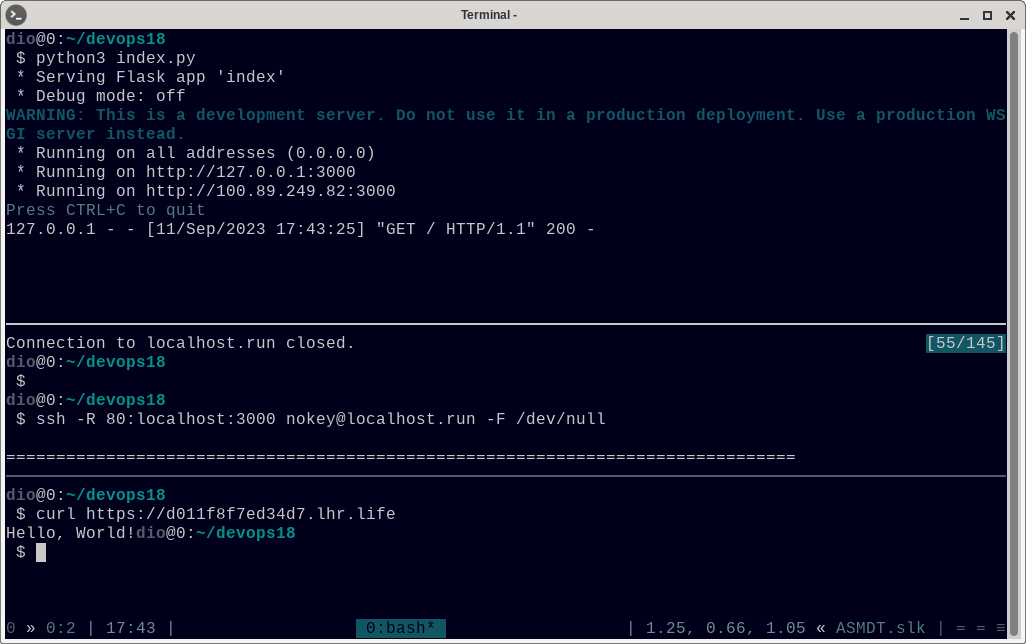 Terminal -
dio@0:~/devops18
$ python3 index.py
* Serving Flask app 'index'
* Debug mode: off
WARNING: This is a development server. Do not use it in a production deployment. Use a production WS
GI server instead.
* Running on all addresses (0.0.0.0)
* Running on http://127.0.0.1:3000
* Running on http://100.89.249.82:3000
Press CTRL+C to quit
127.0.0.1 - - [11/Sep/2023 17:43:25] "GET / HTTP/1.1" 200 -
Connection to localhost.run closed. [55/145]
dio@0:~/devops18
$
dio@0:~/devops18
$ ssh -R 80:localhost:3000 nokey@localhost.run -F /dev/null
===============================================================================
dio@0:~/devops18
$ curl https://d011f8f7ed34d7.lhr.life
Hello, World!dio@0:~/devops18
$
0 » 0:2 | 17:43 | 0:bash* | 1.25, 0.66, 1.05 « ASMDT.slk | = = ≡